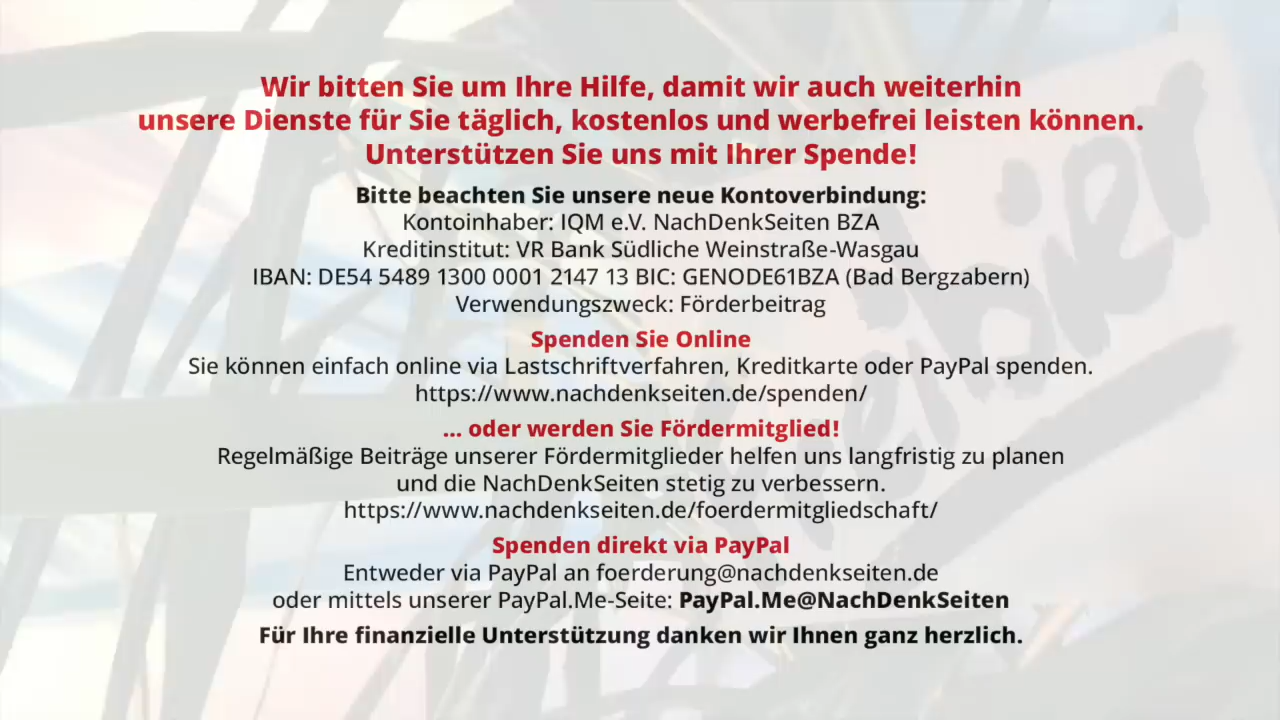 Wir bitten Sie um Ihre Hilfe, damit wir auch weiterhin
unsere Dienste für Sie täglich, kostenlos und werbefrei leisten können.
Unterstützen Sie uns mit Ihrer Spende!
Bitte beachten Sie unsere neue Kontoverbindung:
Kontoinhaber: IQM e.V. NachDenkSeiten BZA
Kreditinstitut: VR Bank Südliche Weinstraße-Wasgau
IBAN: DE54 5489 1300 0001 2147 13 BIC: GENODE61BZA (Bad Bergzabern)
Verwendungszweck: Förderbeitrag
Spenden Sie Online
Sie können einfach online via Lastschriftverfahren, Kreditkarte oder PayPal spenden.
https://www.nachdenkseiten.de/spenden/
... oder werden Sie Fördermitglied!
Regelmäßige Beiträge unserer Fördermitglieder helfen uns langfristig zu planen
und die NachDenkSeiten stetig zu verbessern.
https://www.nachdenkseiten.de/foerdermitgliedschaft/
Spenden direkt via PayPal
Entweder via PayPal an foerderung@nachdenkseiten.de
oder mittels unserer PayPal.Me-Seite: PayPal.Me@NachDenkSeiten
Für Ihre finanzielle Unterstützung danken wir Ihnen ganz herzlich.